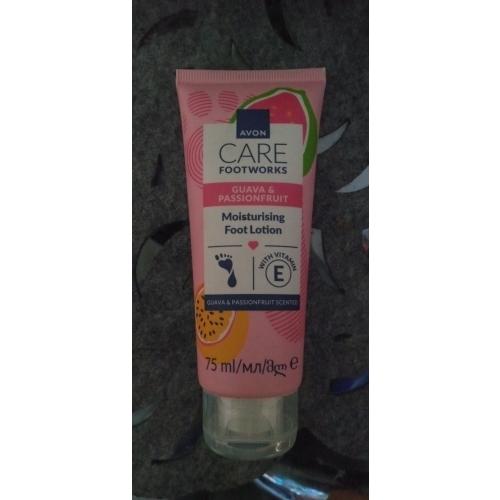 AVON
CARE
FOOTWORKS
GUAVA &
PASSIONFRUIT
Moisturising
Foot Lotion
WITH VITAMIN
E
GUAVA & PASSIONFRUIT SCENTED
75 ml/мл/მლ ℮